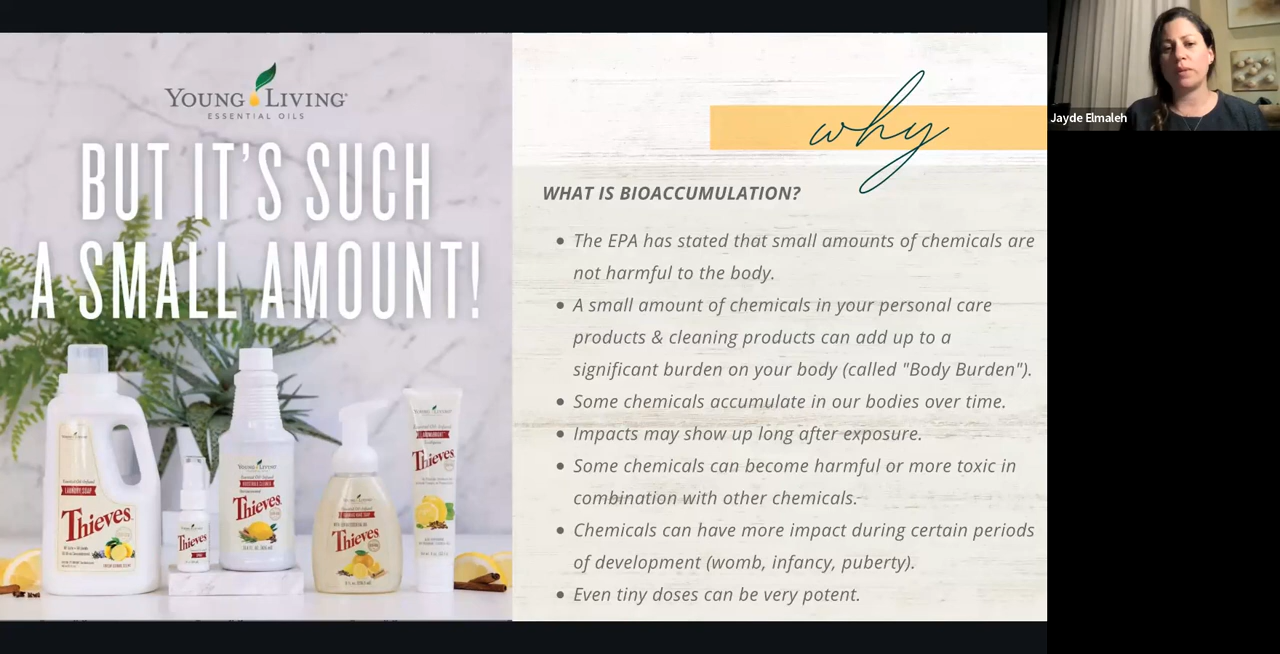 YOUNG LIVING
ESSENTIAL OILS
BUT IT'S SUCH
A SMALL AMOUNT!
Thieves
LAUNDRY SOAP
Thieves
Thieves
Thieves
Thieves
why
WHAT IS BIOACCUMULATION?
• The EPA has stated that small amounts of chemicals are
not harmful to the body.
• A small amount of chemicals in your personal care
products & cleaning products can add up to a
significant burden on your body (called "Body Burden").
• Some chemicals accumulate in our bodies over time.
• Impacts may show up long after exposure.
• Some chemicals can become harmful or more toxic in
combination with other chemicals.
• Chemicals can have more impact during certain periods
of development (womb, infancy, puberty).
• Even tiny doses can be very potent.
Jayde Elmaleh